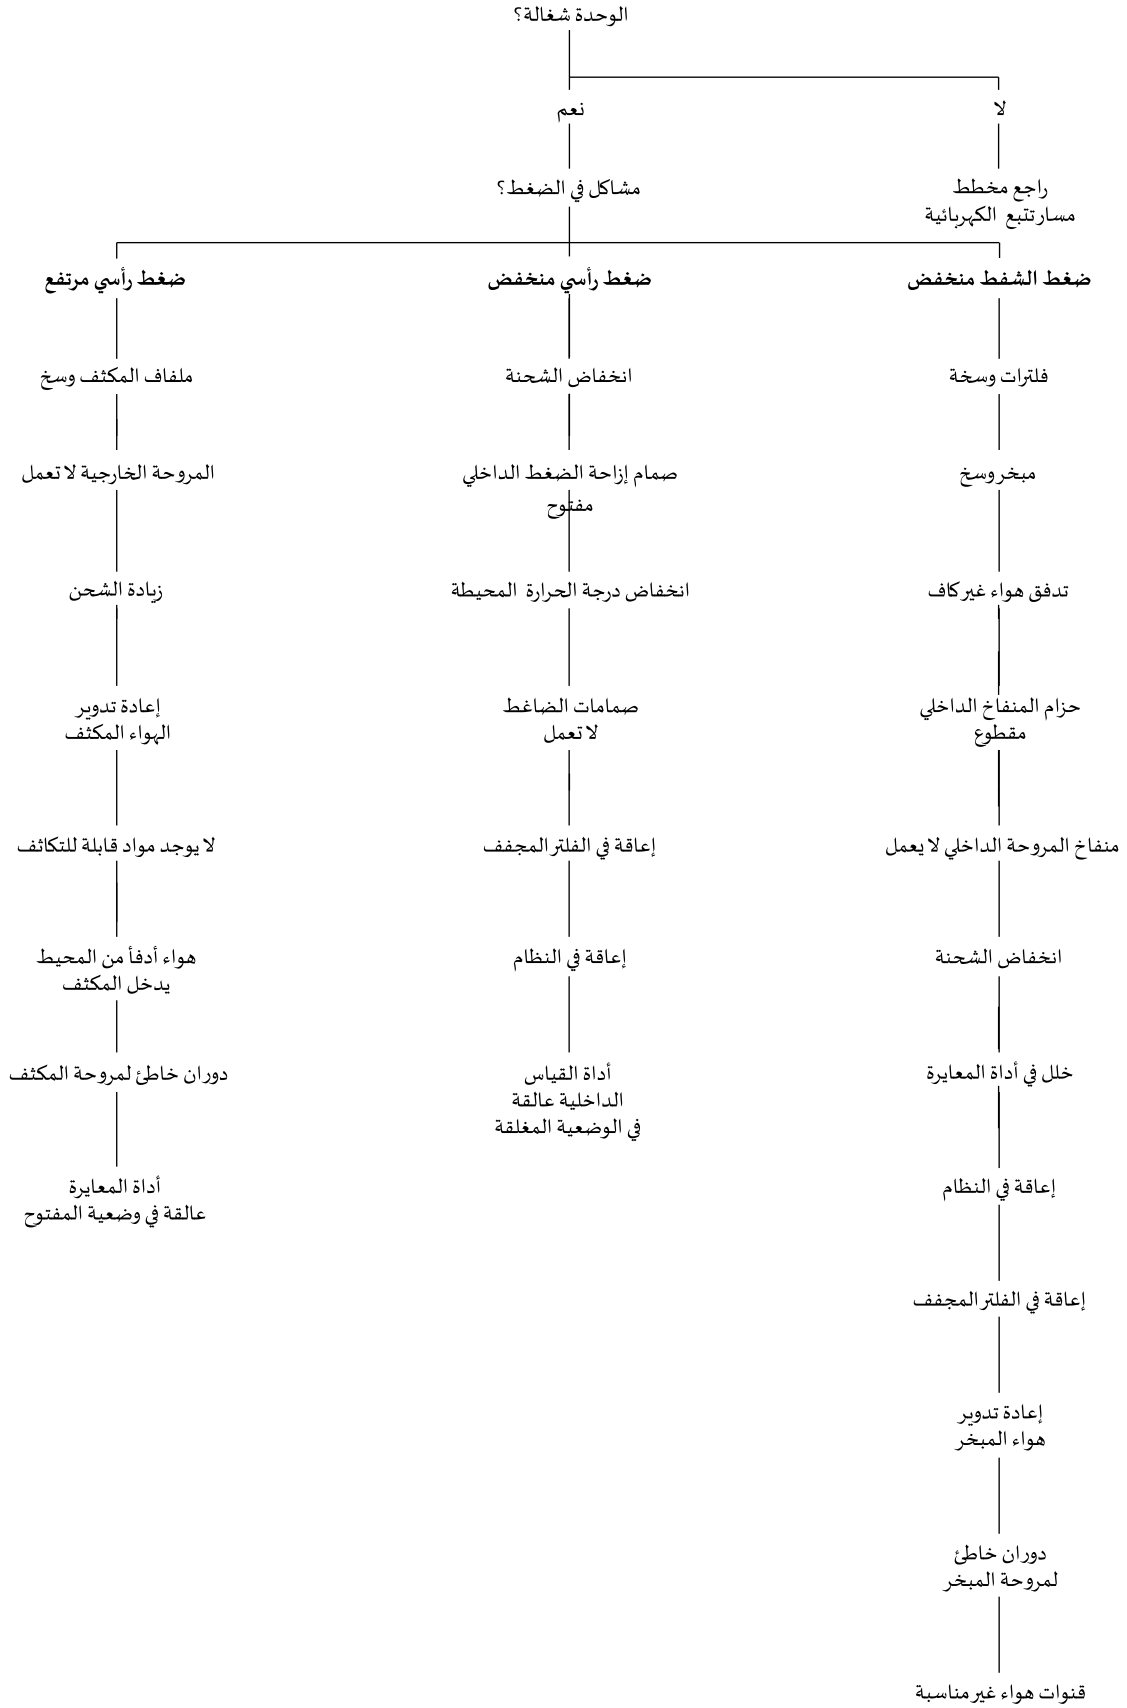 الوحدة شغالة؟
لا
نعم
راجع مخطط
مسار تتبع الكهربائية
مشاكل في الضغط؟
ضغط الشفط منخفض
فلترات وسخة
مبخر وسخ
تدفق هواء غير كاف
حزام المنفاخ الداخلي
مقطوع
منفاخ المروحة الداخلي لا يعمل
انخفاض الشحنة
خلل في أداة المعايرة
إعاقة في النظام
إعاقة في الفلتر المجفف
إعادة تدوير
هواء المبخر
دوران خاطئ
لمروحة المبخر
قنوات هواء غير مناسبة
ضغط رأسي منخفض
انخفاض الشحنة
صمام إزاحة الضغط الداخلي
مفتوح
انخفاض درجة الحرارة المحيطة
صمامات الضاغط
لا تعمل
إعاقة في الفلتر المجفف
إعاقة في النظام
أداة القياس
الداخلية عالقة
في الوضعية المغلقة
ضغط رأسي مرتفع
ملفاف المكثف وسخ
المروحة الخارجية لا تعمل
زيادة الشحن
إعادة تدوير
الهواء المكثف
لا يوجد مواد قابلة للتكاثف
هواء أدفأ من المحيط
يدخل المكثف
دوران خاطئ لمروحة المكثف
أداة المعايرة
عالقة في وضعية المفتوح